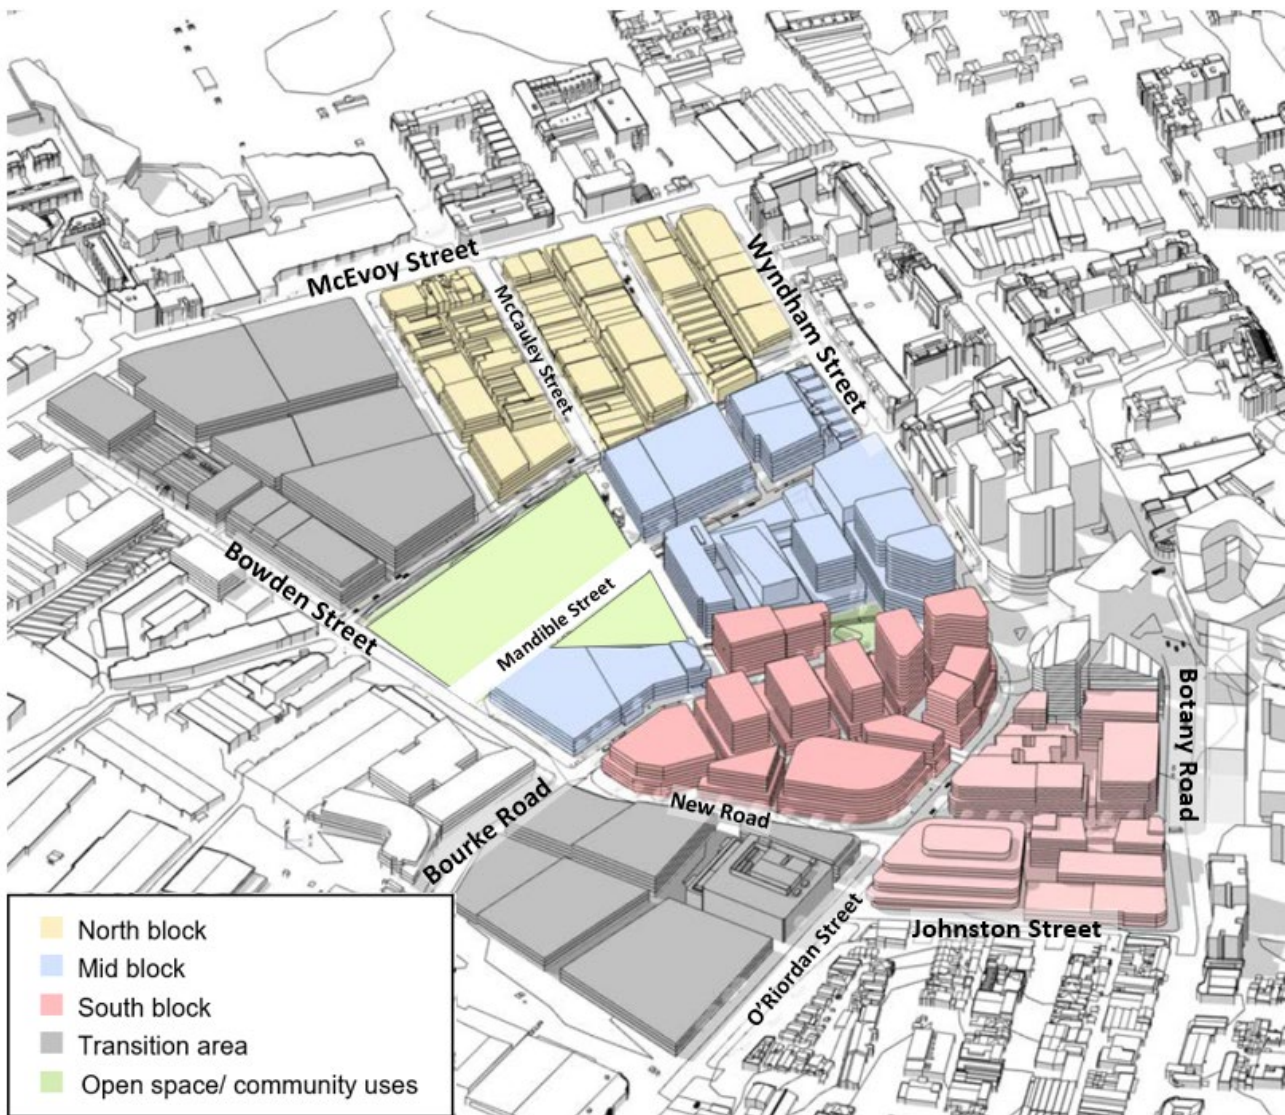 McEvoy Street
Wyndham Street
McCauley Street
Bowden Street
Mandible Street
Botany Road
New Road
Bourke Road
O'Riordan Street
Johnston Street
North block
Mid block
South block
Transition area
Open space/ community uses